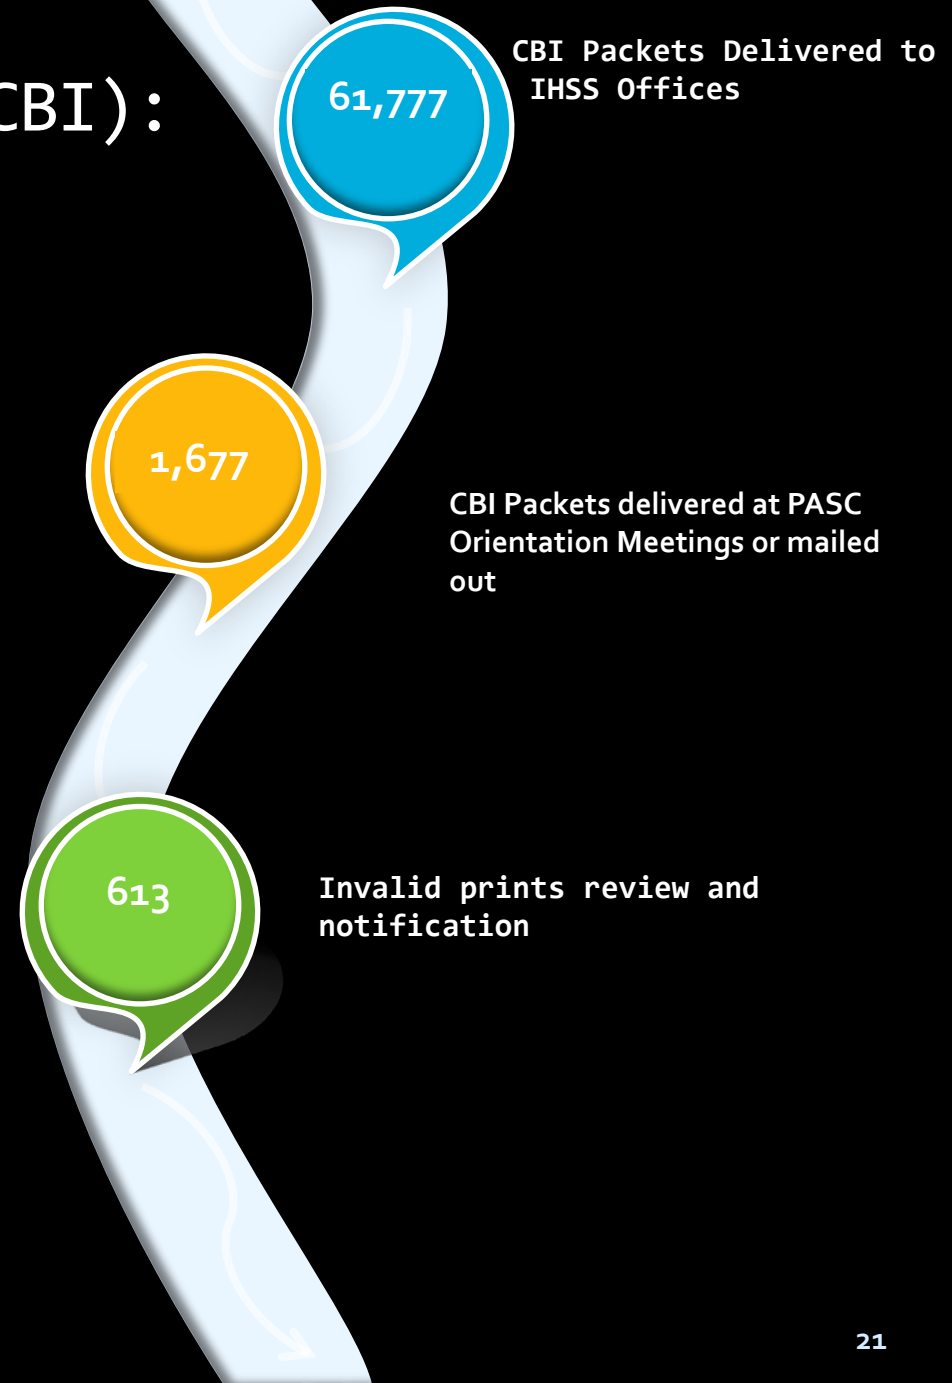 CBI):
61,777
CBI Packets Delivered to
IHSS Offices
1,677
CBI Packets delivered at PASC
Orientation Meetings or mailed
out
613
Invalid prints review and
notification
21